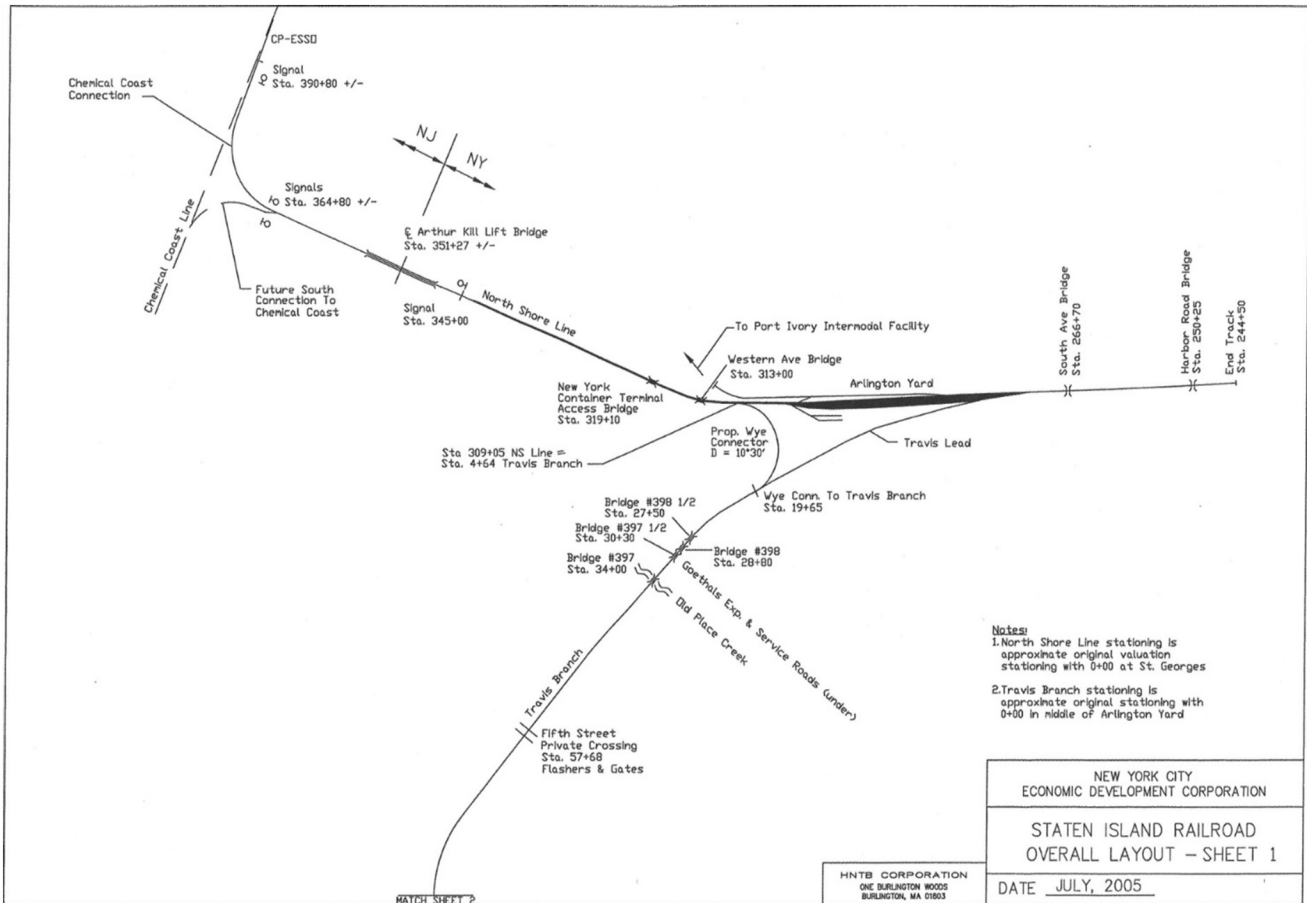 CP-ESSO
Signal
Sta. 390+80 +/-
Chemical Coast
Connection
NJ
NY
Signals
Sta. 364+80 +/-
℄ Arthur Kill Lift Bridge
Sta. 351+27 +/-
Chemical Coast Line
Future South
Connection To
Chemical Coast
Signal
Sta. 345+00
North Shore Line
To Port Ivory Intermodal Facility
Western Ave Bridge
Sta. 313+00
Arlington Yard
South Ave Bridge
Sta. 266+70
Harbor Road Bridge
Sta. 250+25
End Track
Sta. 244+50
New York
Container Terminal
Access Bridge
Sta. 319+10
Sta 309+05 NS Line =
Sta. 4+64 Travis Branch
Prop. Wye
Connector
D = 10°30'
Travis Lead
Wye Conn. To Travis Branch
Sta. 19+65
Bridge #398 1/2
Sta. 27+50
Bridge #397 1/2
Sta. 30+30
Bridge #398
Sta. 28+80
Bridge #397
Sta. 34+00
Goethals Exp. & Service Roads (under)
Old Place Creek
Travis Branch
Fifth Street
Private Crossing
Sta. 57+68
Flashers & Gates
Notes:
1. North Shore Line stationing is
approximate original valuation
stationing with 0+00 at St. Georges
2. Travis Branch stationing is
approximate original stationing with
0+00 in middle of Arlington Yard
NEW YORK CITY
ECONOMIC DEVELOPMENT CORPORATION
STATEN ISLAND RAILROAD
OVERALL LAYOUT - SHEET 1
DATE JULY, 2005
HNTB CORPORATION
ONE BURLINGTON WOODS
BURLINGTON, MA 01803
MATCH SHEET 2